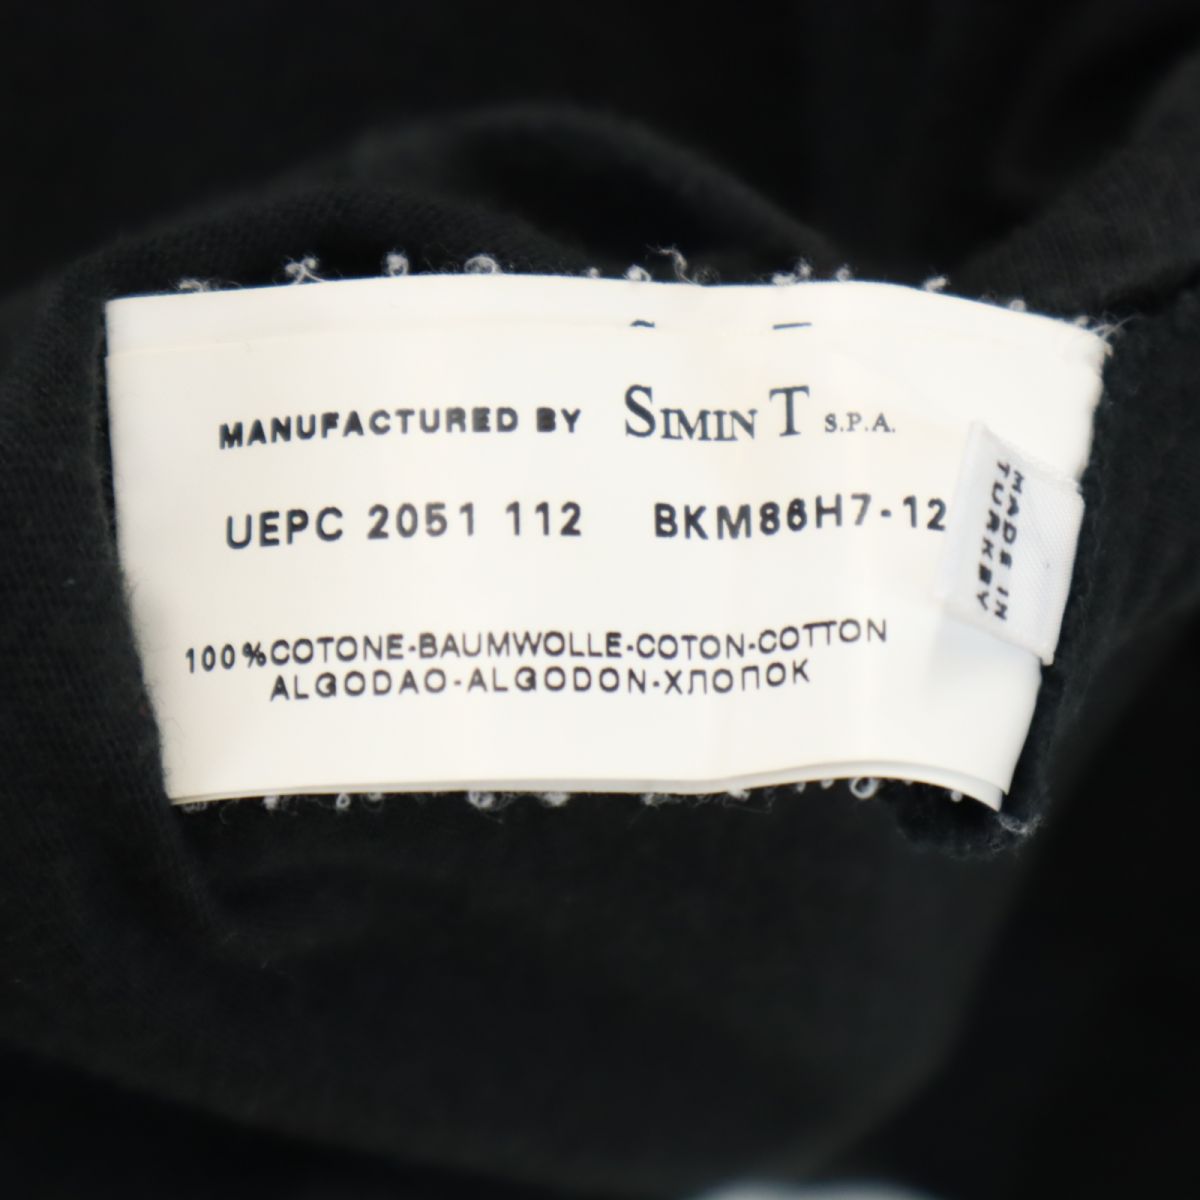 MANUFACTURED BY SIMIN T S.P.A.
UEPC 2051 112 BKM86H7-12
100%COTONE-BAUMWOLLE-COTON-COTTON
ALGODAO-ALGODON-ХЛОПОК
MADE IN
TURKEY